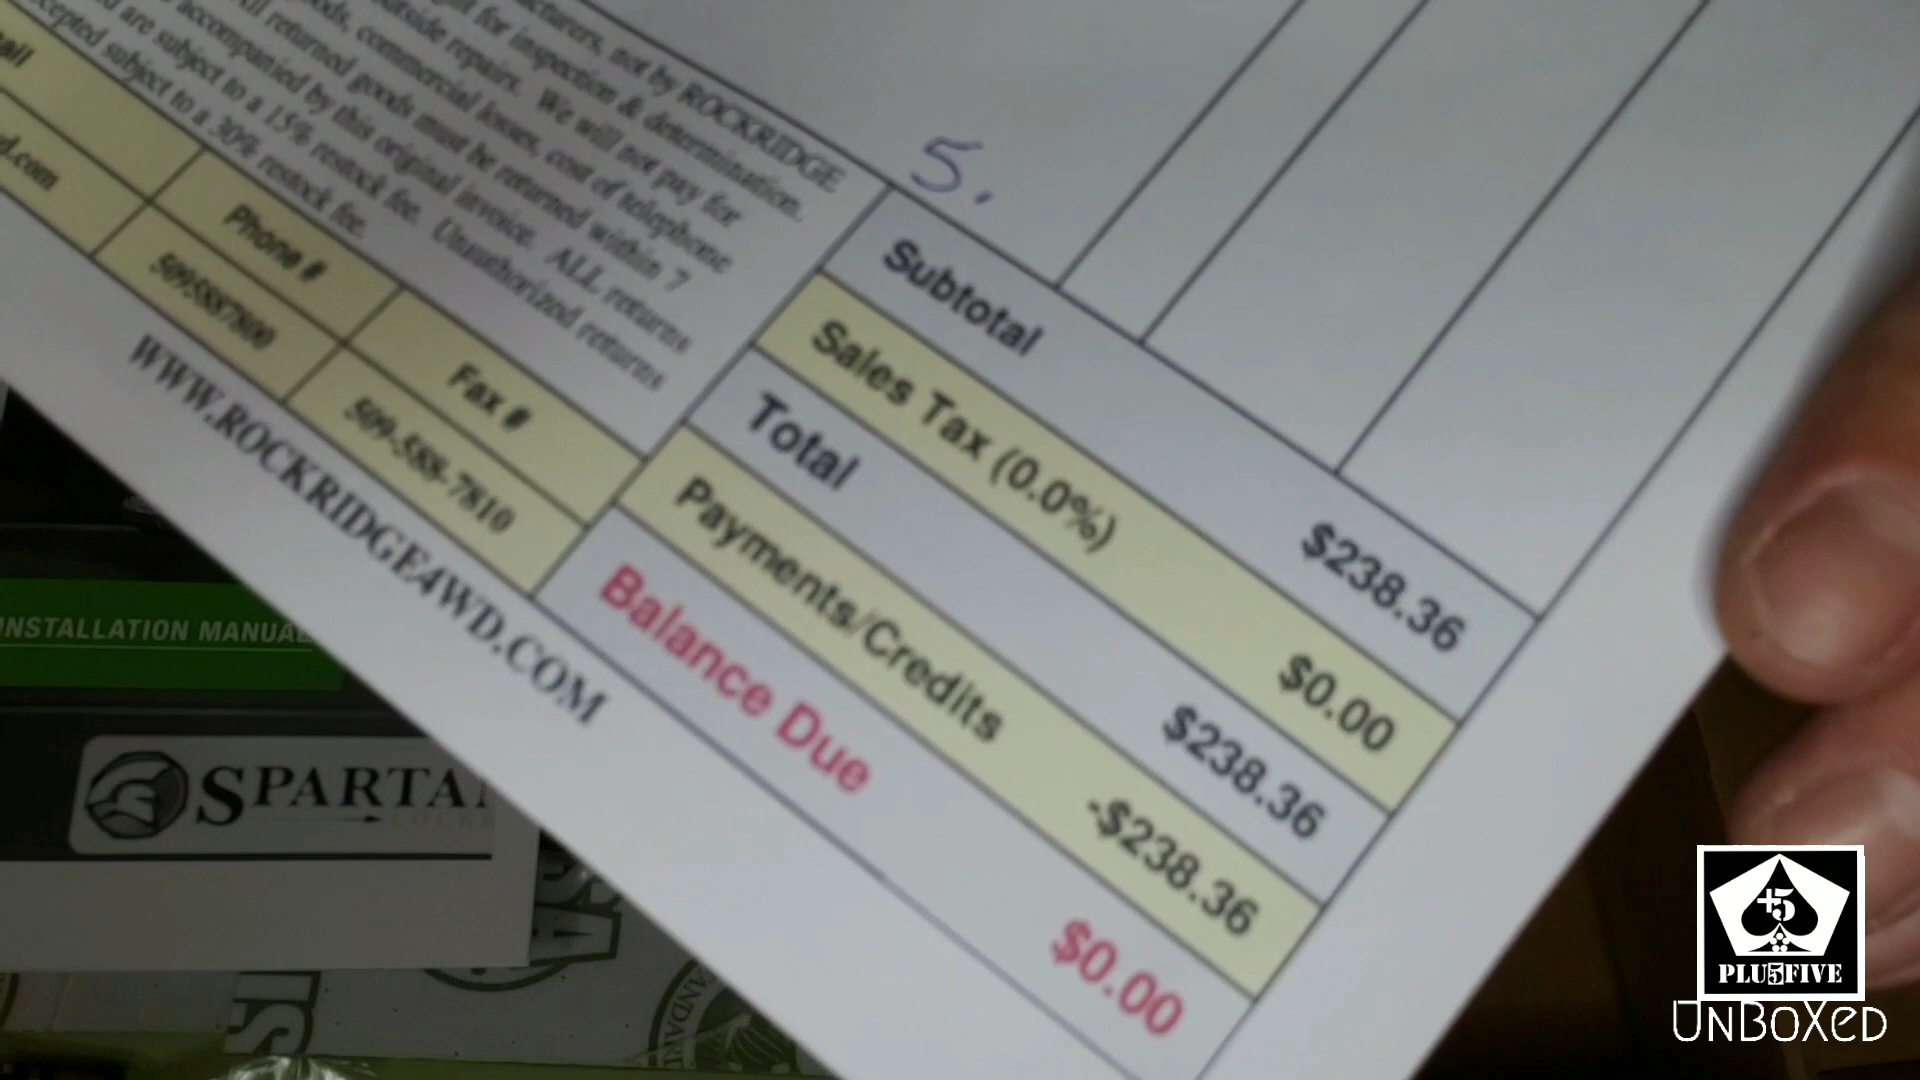 acturers, not by ROCKRIDGE
for inspection & determination.
outside repairs. We will not pay for
goods, commercial losses, cost of telephone
All returned goods must be returned within 7
accompanied by this original invoice. ALL returns
are subject to a 15% restock fee. Unauthorized returns
accepted subject to a 30% restock fee.
5.
Subtotal $238.36
Sales Tax (0.0%) $0.00
Total $238.36
Payments/Credits -$238.36
Balance Due $0.00
Phone # Fax #
5095887800 509-588-7810
WWW.ROCKRIDGE4WD.COM
INSTALLATION MANUAL
SPARTAN
+5
PLU5FIVE
UNBOXED